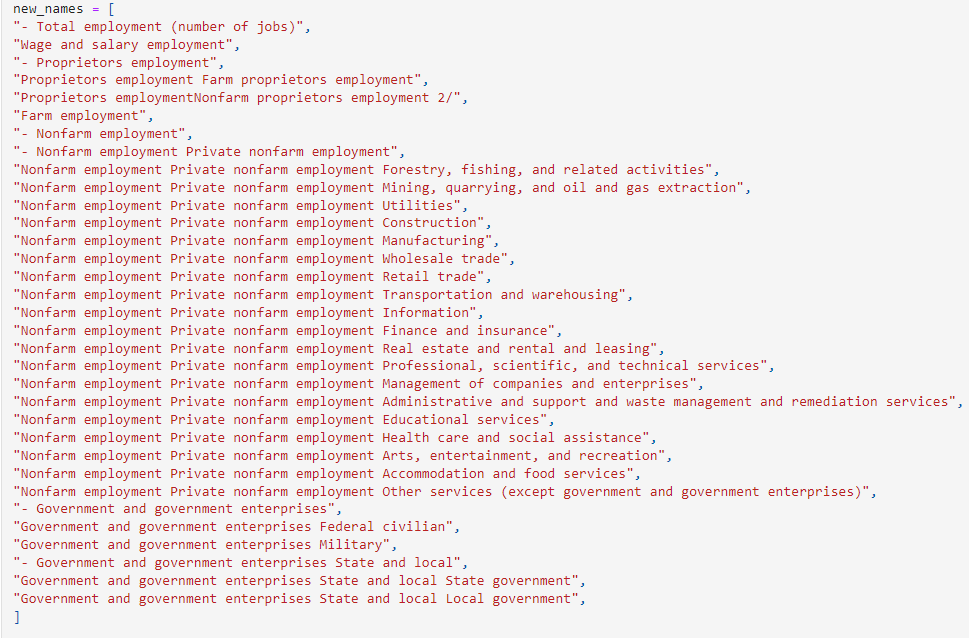 new_names = [
"- Total employment (number of jobs)",
"Wage and salary employment",
"- Proprietors employment",
"Proprietors employment Farm proprietors employment",
"Proprietors employmentNonfarm proprietors employment 2/",
"Farm employment",
"- Nonfarm employment",
"- Nonfarm employment Private nonfarm employment",
"Nonfarm employment Private nonfarm employment Forestry, fishing, and related activities",
"Nonfarm employment Private nonfarm employment Mining, quarrying, and oil and gas extraction",
"Nonfarm employment Private nonfarm employment Utilities",
"Nonfarm employment Private nonfarm employment Construction",
"Nonfarm employment Private nonfarm employment Manufacturing",
"Nonfarm employment Private nonfarm employment Wholesale trade",
"Nonfarm employment Private nonfarm employment Retail trade",
"Nonfarm employment Private nonfarm employment Transportation and warehousing",
"Nonfarm employment Private nonfarm employment Information",
"Nonfarm employment Private nonfarm employment Finance and insurance",
"Nonfarm employment Private nonfarm employment Real estate and rental and leasing",
"Nonfarm employment Private nonfarm employment Professional, scientific, and technical services",
"Nonfarm employment Private nonfarm employment Management of companies and enterprises",
"Nonfarm employment Private nonfarm employment Administrative and support and waste management and remediation services",
"Nonfarm employment Private nonfarm employment Educational services",
"Nonfarm employment Private nonfarm employment Health care and social assistance",
"Nonfarm employment Private nonfarm employment Arts, entertainment, and recreation",
"Nonfarm employment Private nonfarm employment Accommodation and food services",
"Nonfarm employment Private nonfarm employment Other services (except government and government enterprises)",
"- Government and government enterprises",
"Government and government enterprises Federal civilian",
"Government and government enterprises Military",
"- Government and government enterprises State and local",
"Government and government enterprises State and local State government",
"Government and government enterprises State and local Local government",
]